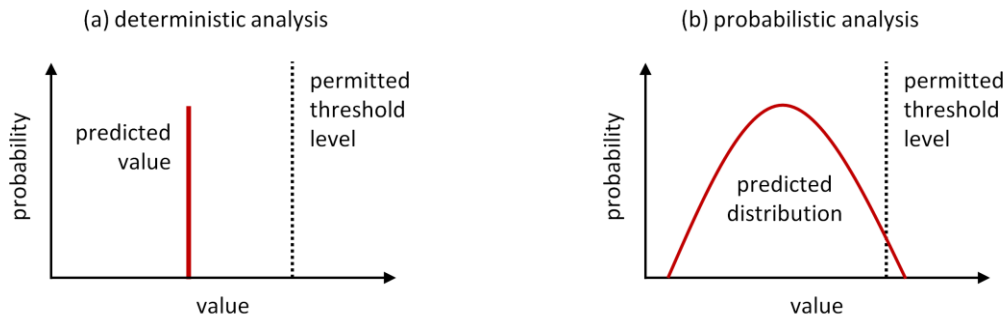 (a) deterministic analysis
probability
predicted
value
permitted
threshold
level
value
(b) probabilistic analysis
probability
predicted
distribution
permitted
threshold
level
value